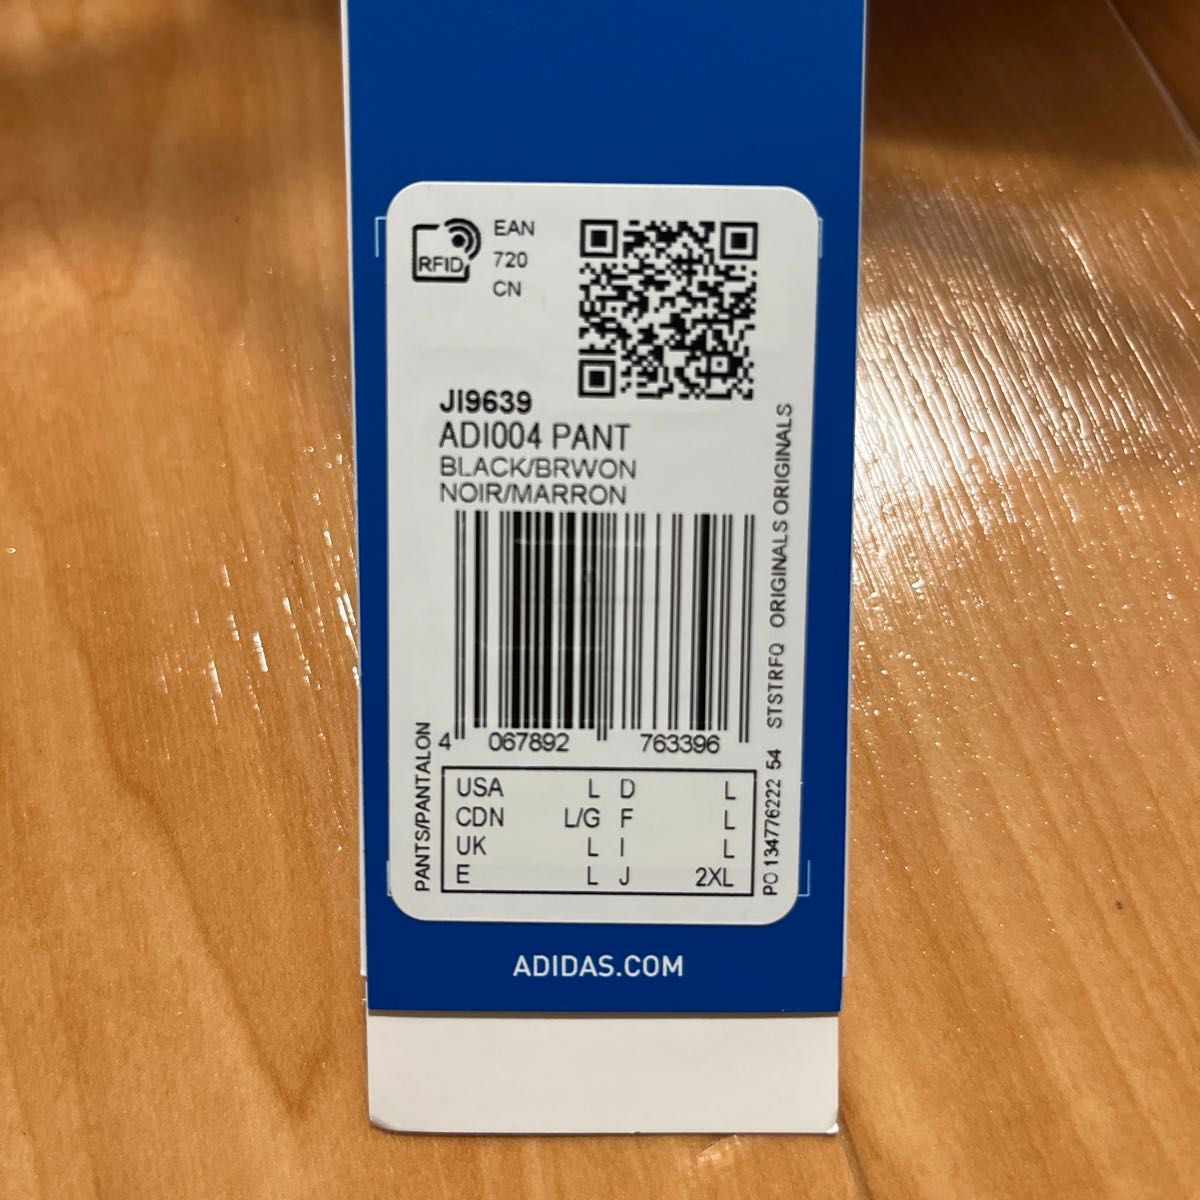 RFID
EAN
720
CN
JI9639
ADI004 PANT
BLACK/BRWON
NOIR/MARRON
4 067892 763396
PANTS/PANTALON
PO 134776222 54 STSTRFQ ORIGINALS ORIGINALS
USA L D L
CDN L/G F L
UK L I L
E L J 2XL
ADIDAS.COM